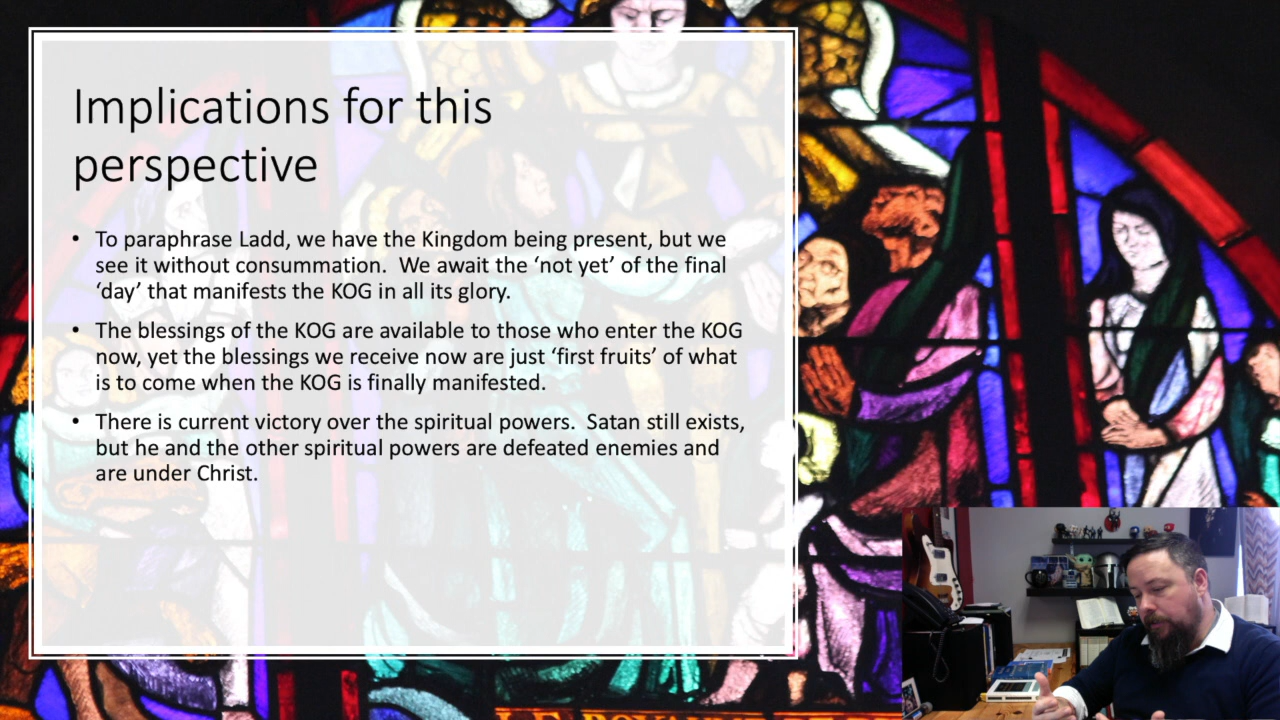 Implications for this
perspective
• To paraphrase Ladd, we have the Kingdom being present, but we
see it without consummation.  We await the ‘not yet’ of the final
‘day’ that manifests the KOG in all its glory.
• The blessings of the KOG are available to those who enter the KOG
now, yet the blessings we receive now are just ‘first fruits’ of what
is to come when the KOG is finally manifested.
• There is current victory over the spiritual powers.  Satan still exists,
but he and the other spiritual powers are defeated enemies and
are under Christ.